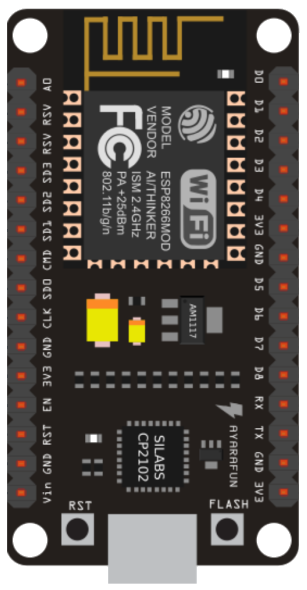 A0
RSV
RSV
SD3
SD2
SD1
CMD
SD0
CLK
GND
3V3
EN
RST
GND
Vin
Wi Fi
MODEL ESP8266MOD
VENDOR AI/THINKER
ISM 2.4GHz
PA +25dBm
802.11b/g/n
FC
AM1117
SILABS
CP2102
AYARAFUN
D0
D1
D2
D3
D4
3V3
GND
D5
D6
D7
D8
RX
TX
GND
3V3
RST
FLASH